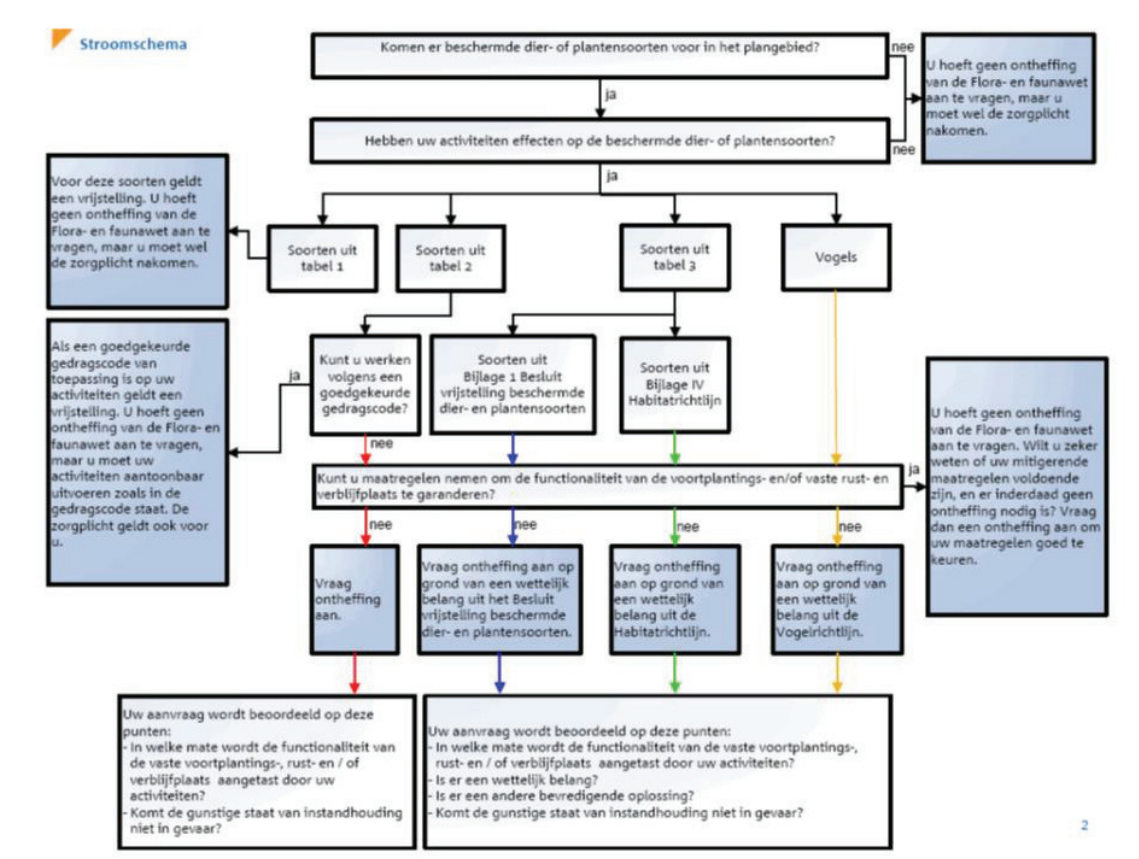 Stroomschema
Komen er beschermde dier- of plantensoorten voor in het plangebied?
nee
U hoeft geen ontheffing
van de Flora- en faunawet
aan te vragen, maar u
moet wel de zorgplicht
nakomen.
ja
Hebben uw activiteiten effecten op de beschermde dier- of plantensoorten?
nee
ja
Voor deze soorten geldt
een vrijstelling. U hoeft
geen ontheffing van de
Flora- en faunawet aan te
vragen, maar u moet wel
de zorgplicht nakomen.
Soorten uit
tabel 1
Soorten uit
tabel 2
Soorten uit
tabel 3
Vogels
Als een goedgekeurde
gedragscode van
toepassing is op uw
activiteiten geldt een
vrijstelling. U hoeft geen
ontheffing van de Flora- en
faunawet aan te vragen,
maar u moet uw
activiteiten aantoonbaar
uitvoeren zoals in de
gedragscode staat. De
zorgplicht geldt ook voor
u.
ja
Kunt u werken
volgens een
goedgekeurde
gedragscode?
Soorten uit
Bijlage 1 Besluit
vrijstelling beschermde
dier- en plantensoorten
Soorten uit
Bijlage IV
Habitatrichtlijn
nee
Kunt u maatregelen nemen om de functionaliteit van de voortplantings- en/of vaste rust- en
verblijfplaats te garanderen?
ja
U hoeft geen ontheffing
van de Flora- en faunawet
aan te vragen. Wilt u zeker
weten of uw mitigerende
maatregelen voldoende
zijn, en er inderdaad geen
ontheffing nodig is? Vraag
dan een ontheffing aan om
uw maatregelen goed te
keuren.
nee
nee
nee
nee
Vraag
ontheffing
aan.
Vraag ontheffing aan op
grond van een wettelijk
belang uit het Besluit
vrijstelling beschermde
dier- en plantensoorten.
Vraag ontheffing
aan op grond van
een wettelijk
belang uit de
Habitatrichtlijn.
Vraag ontheffing
aan op grond van
een wettelijk
belang uit de
Vogelrichtlijn.
Uw aanvraag wordt beoordeeld op deze
punten:
- In welke mate wordt de functionaliteit van
de vaste voortplantings-, rust- en / of
verblijfplaats aangetast door uw
activiteiten?
- Komt de gunstige staat van instandhouding
niet in gevaar?
Uw aanvraag wordt beoordeeld op deze punten:
- In welke mate wordt de functionaliteit van de vaste voortplantings-,
rust- en / of verblijfplaats aangetast door uw activiteiten?
- Is er een wettelijk belang?
- Is er een andere bevredigende oplossing?
- Komt de gunstige staat van instandhouding niet in gevaar?
2